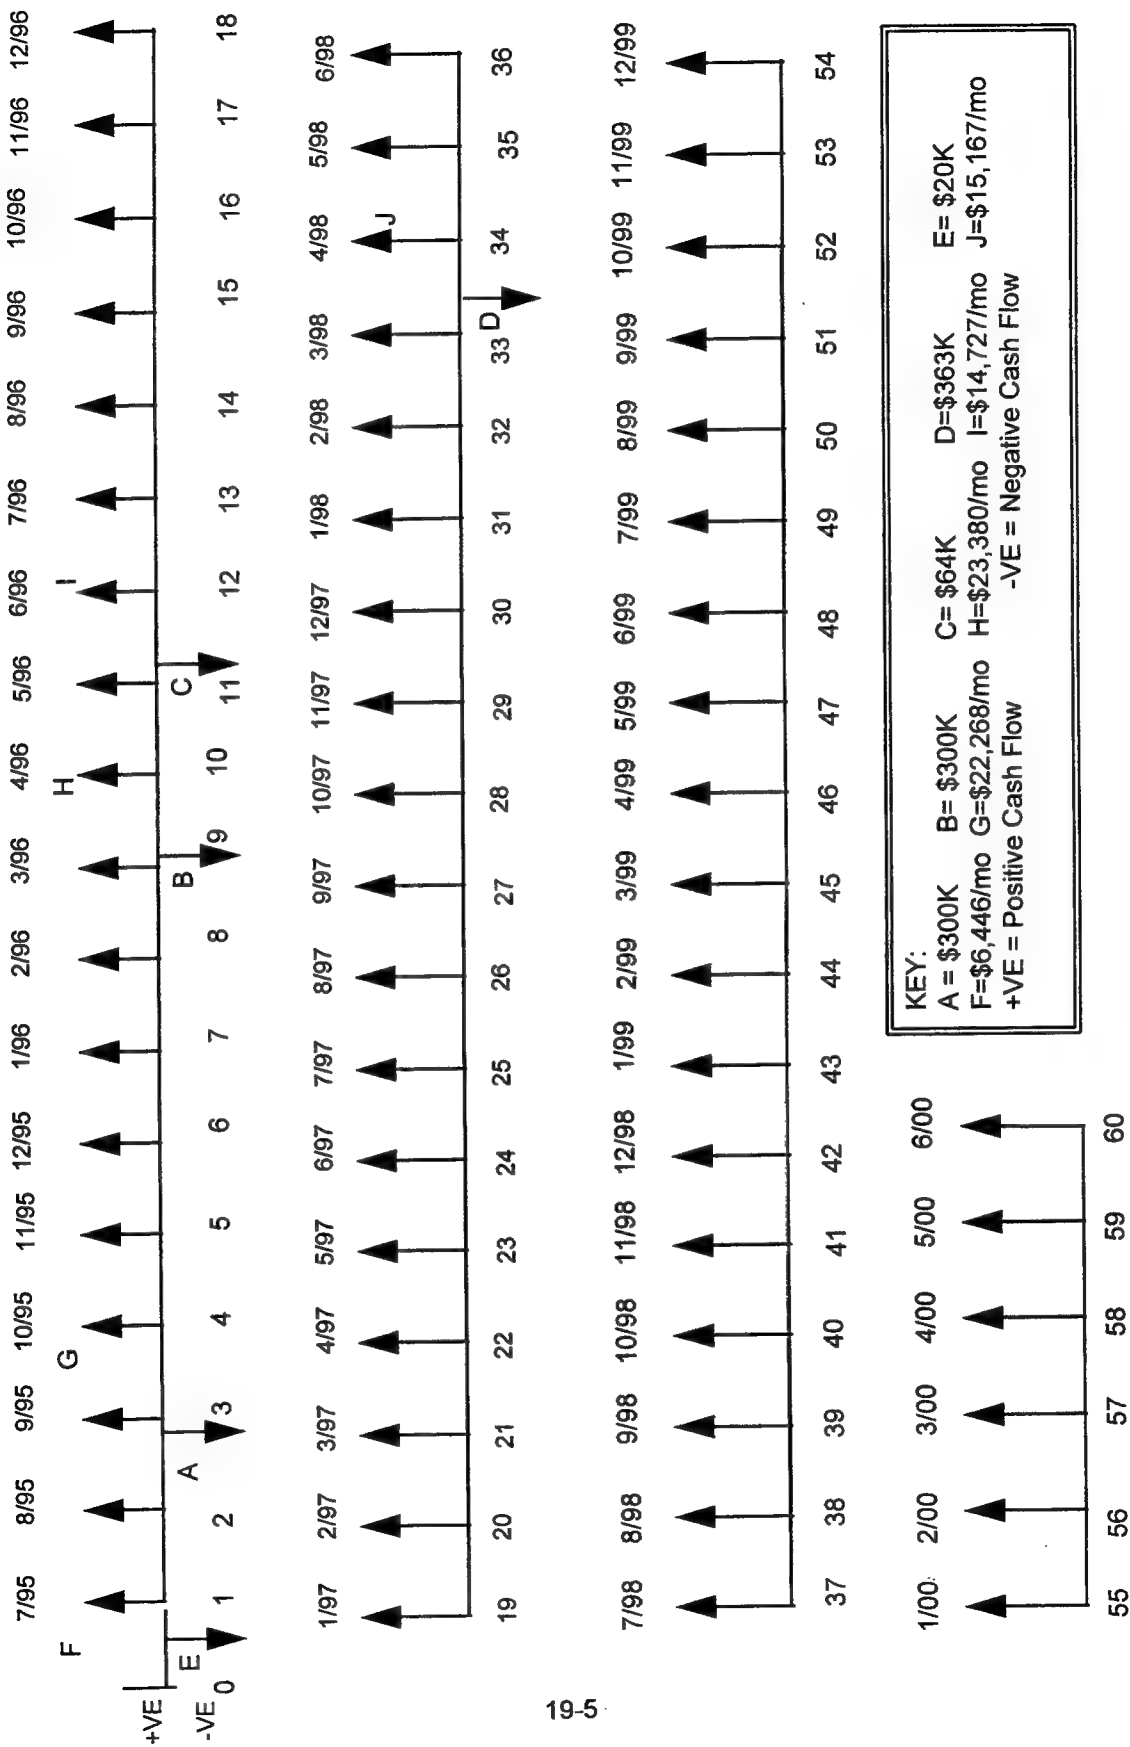 7/95 8/95 9/95 10/95 11/95 12/95 1/96 2/96 3/96 4/96 5/96 6/96 7/96 8/96 9/96 10/96 11/96 12/96
F G H I
+VE
-VE
E A B C
0 1 2 3 4 5 6 7 8 9 10 11 12 13 14 15 16 17 18
1/97 2/97 3/97 4/97 5/97 6/97 7/97 8/97 9/97 10/97 11/97 12/97 1/98 2/98 3/98 4/98 5/98 6/98
J
D
19 20 21 22 23 24 25 26 27 28 29 30 31 32 33 34 35 36
7/98 8/98 9/98 10/98 11/98 12/98 1/99 2/99 3/99 4/99 5/99 6/99 7/99 8/99 9/99 10/99 11/99 12/99
37 38 39 40 41 42 43 44 45 46 47 48 49 50 51 52 53 54
1/00 2/00 3/00 4/00 5/00 6/00
55 56 57 58 59 60
KEY:
A = $300K B= $300K C= $64K D=$363K E= $20K
F=$6,446/mo G=$22,268/mo H=$23,380/mo I=$14,727/mo J=$15,167/mo
+VE = Positive Cash Flow -VE = Negative Cash Flow
19-5